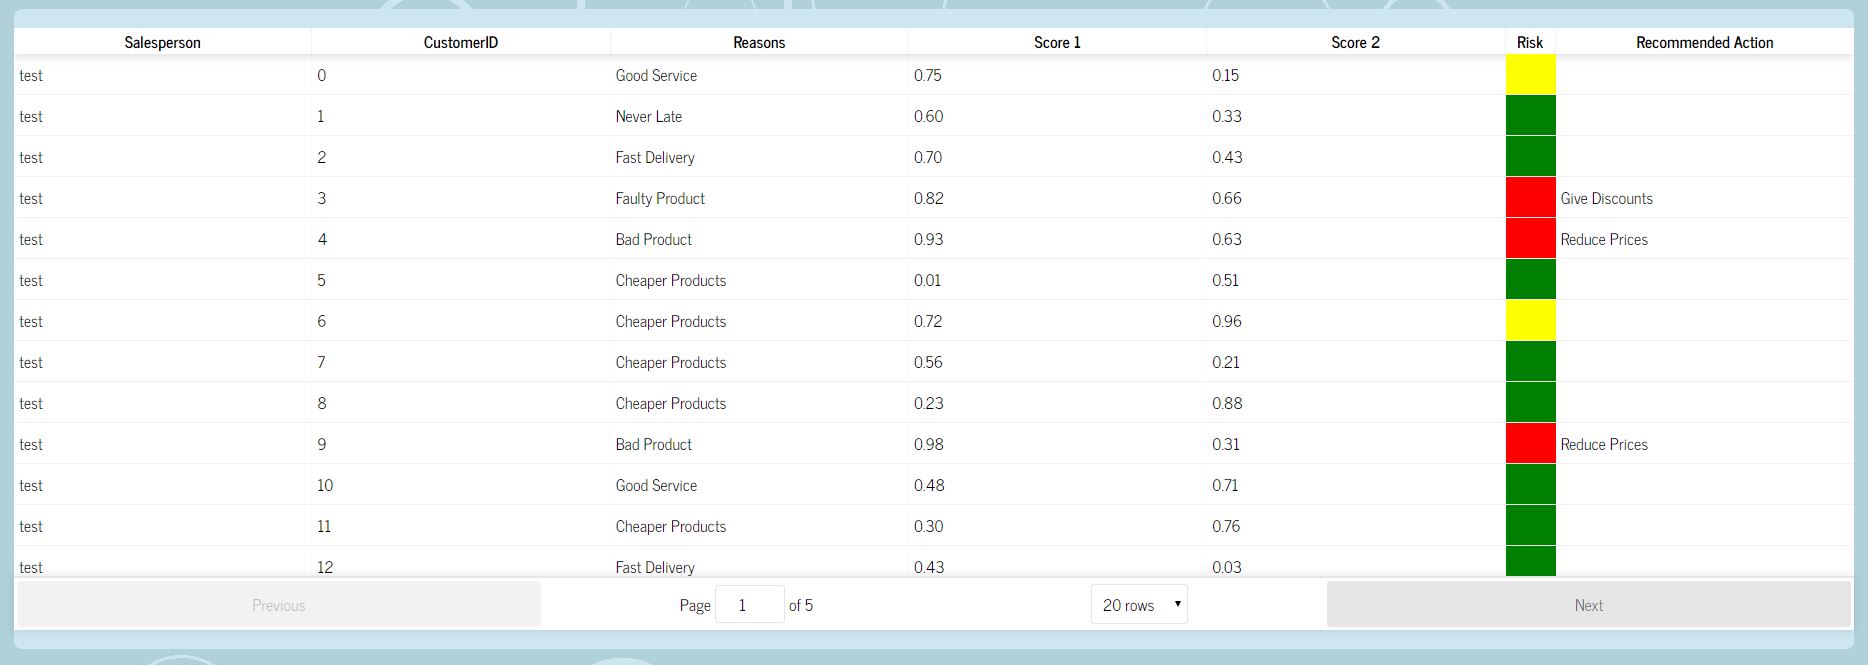 Salesperson CustomerID Reasons Score 1 Score 2 Risk Recommended Action
test 0 Good Service 0.75 0.15
test 1 Never Late 0.60 0.33
test 2 Fast Delivery 0.70 0.43
test 3 Faulty Product 0.82 0.66 Give Discounts
test 4 Bad Product 0.93 0.63 Reduce Prices
test 5 Cheaper Products 0.01 0.51
test 6 Cheaper Products 0.72 0.96
test 7 Cheaper Products 0.56 0.21
test 8 Cheaper Products 0.23 0.88
test 9 Bad Product 0.98 0.31 Reduce Prices
test 10 Good Service 0.48 0.71
test 11 Cheaper Products 0.30 0.76
test 12 Fast Delivery 0.43 0.03
Previous Page 1 of 5 20 rows Next